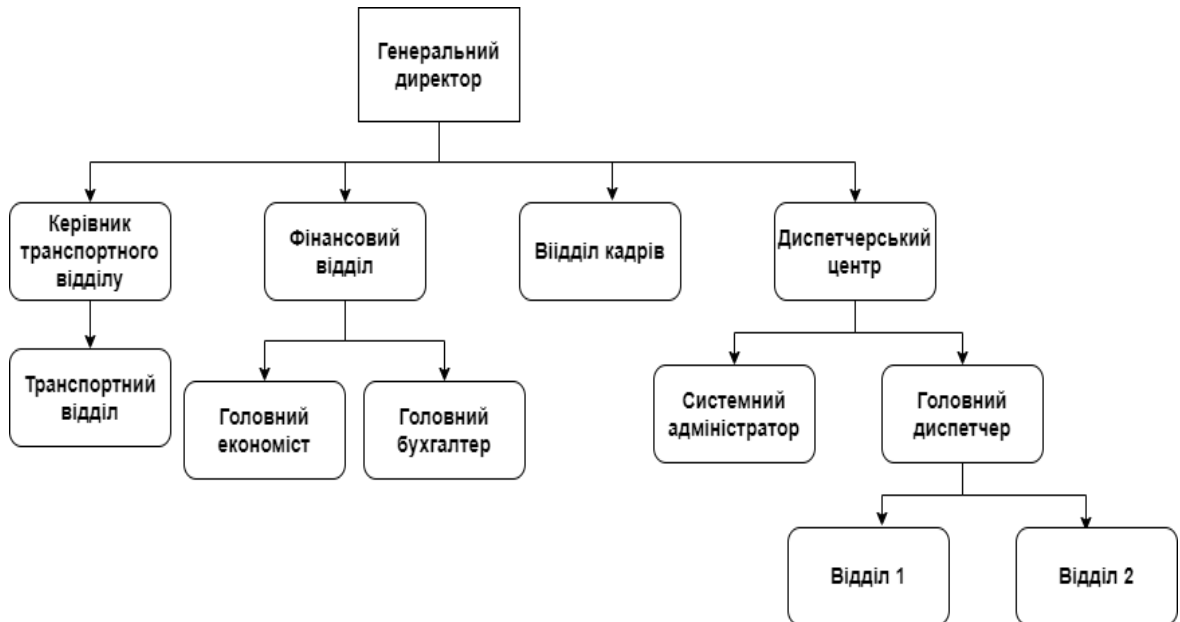 Генеральний
директор
Керівник
транспортного
відділу
Фінансовий
відділ
Віідділ кадрів
Диспетчерський
центр
Транспортний
відділ
Головний
економіст
Головний
бухгалтер
Системний
адміністратор
Головний
диспетчер
Відділ 1
Відділ 2